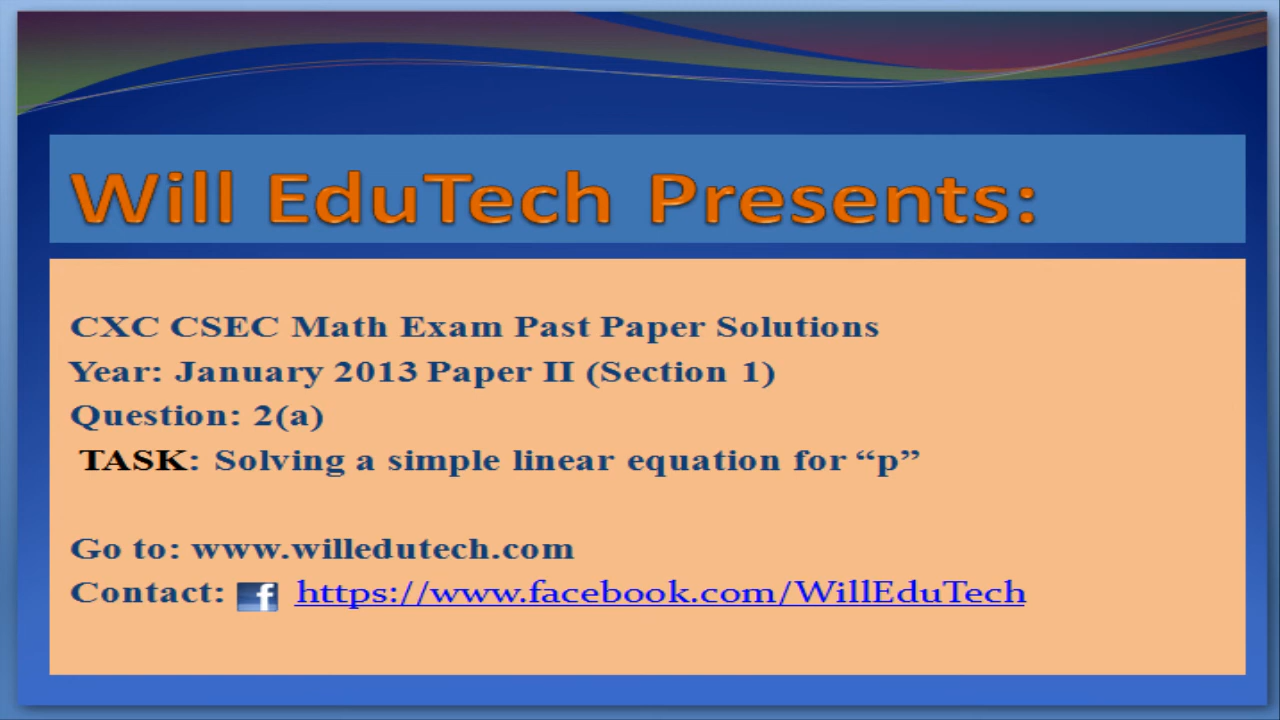 Will EduTech Presents:
CXC CSEC Math Exam Past Paper Solutions
Year: January 2013 Paper II (Section 1)
Question: 2(a)
TASK: Solving a simple linear equation for “p”
Go to: www.willedutech.com
Contact: f https://www.facebook.com/WillEduTech